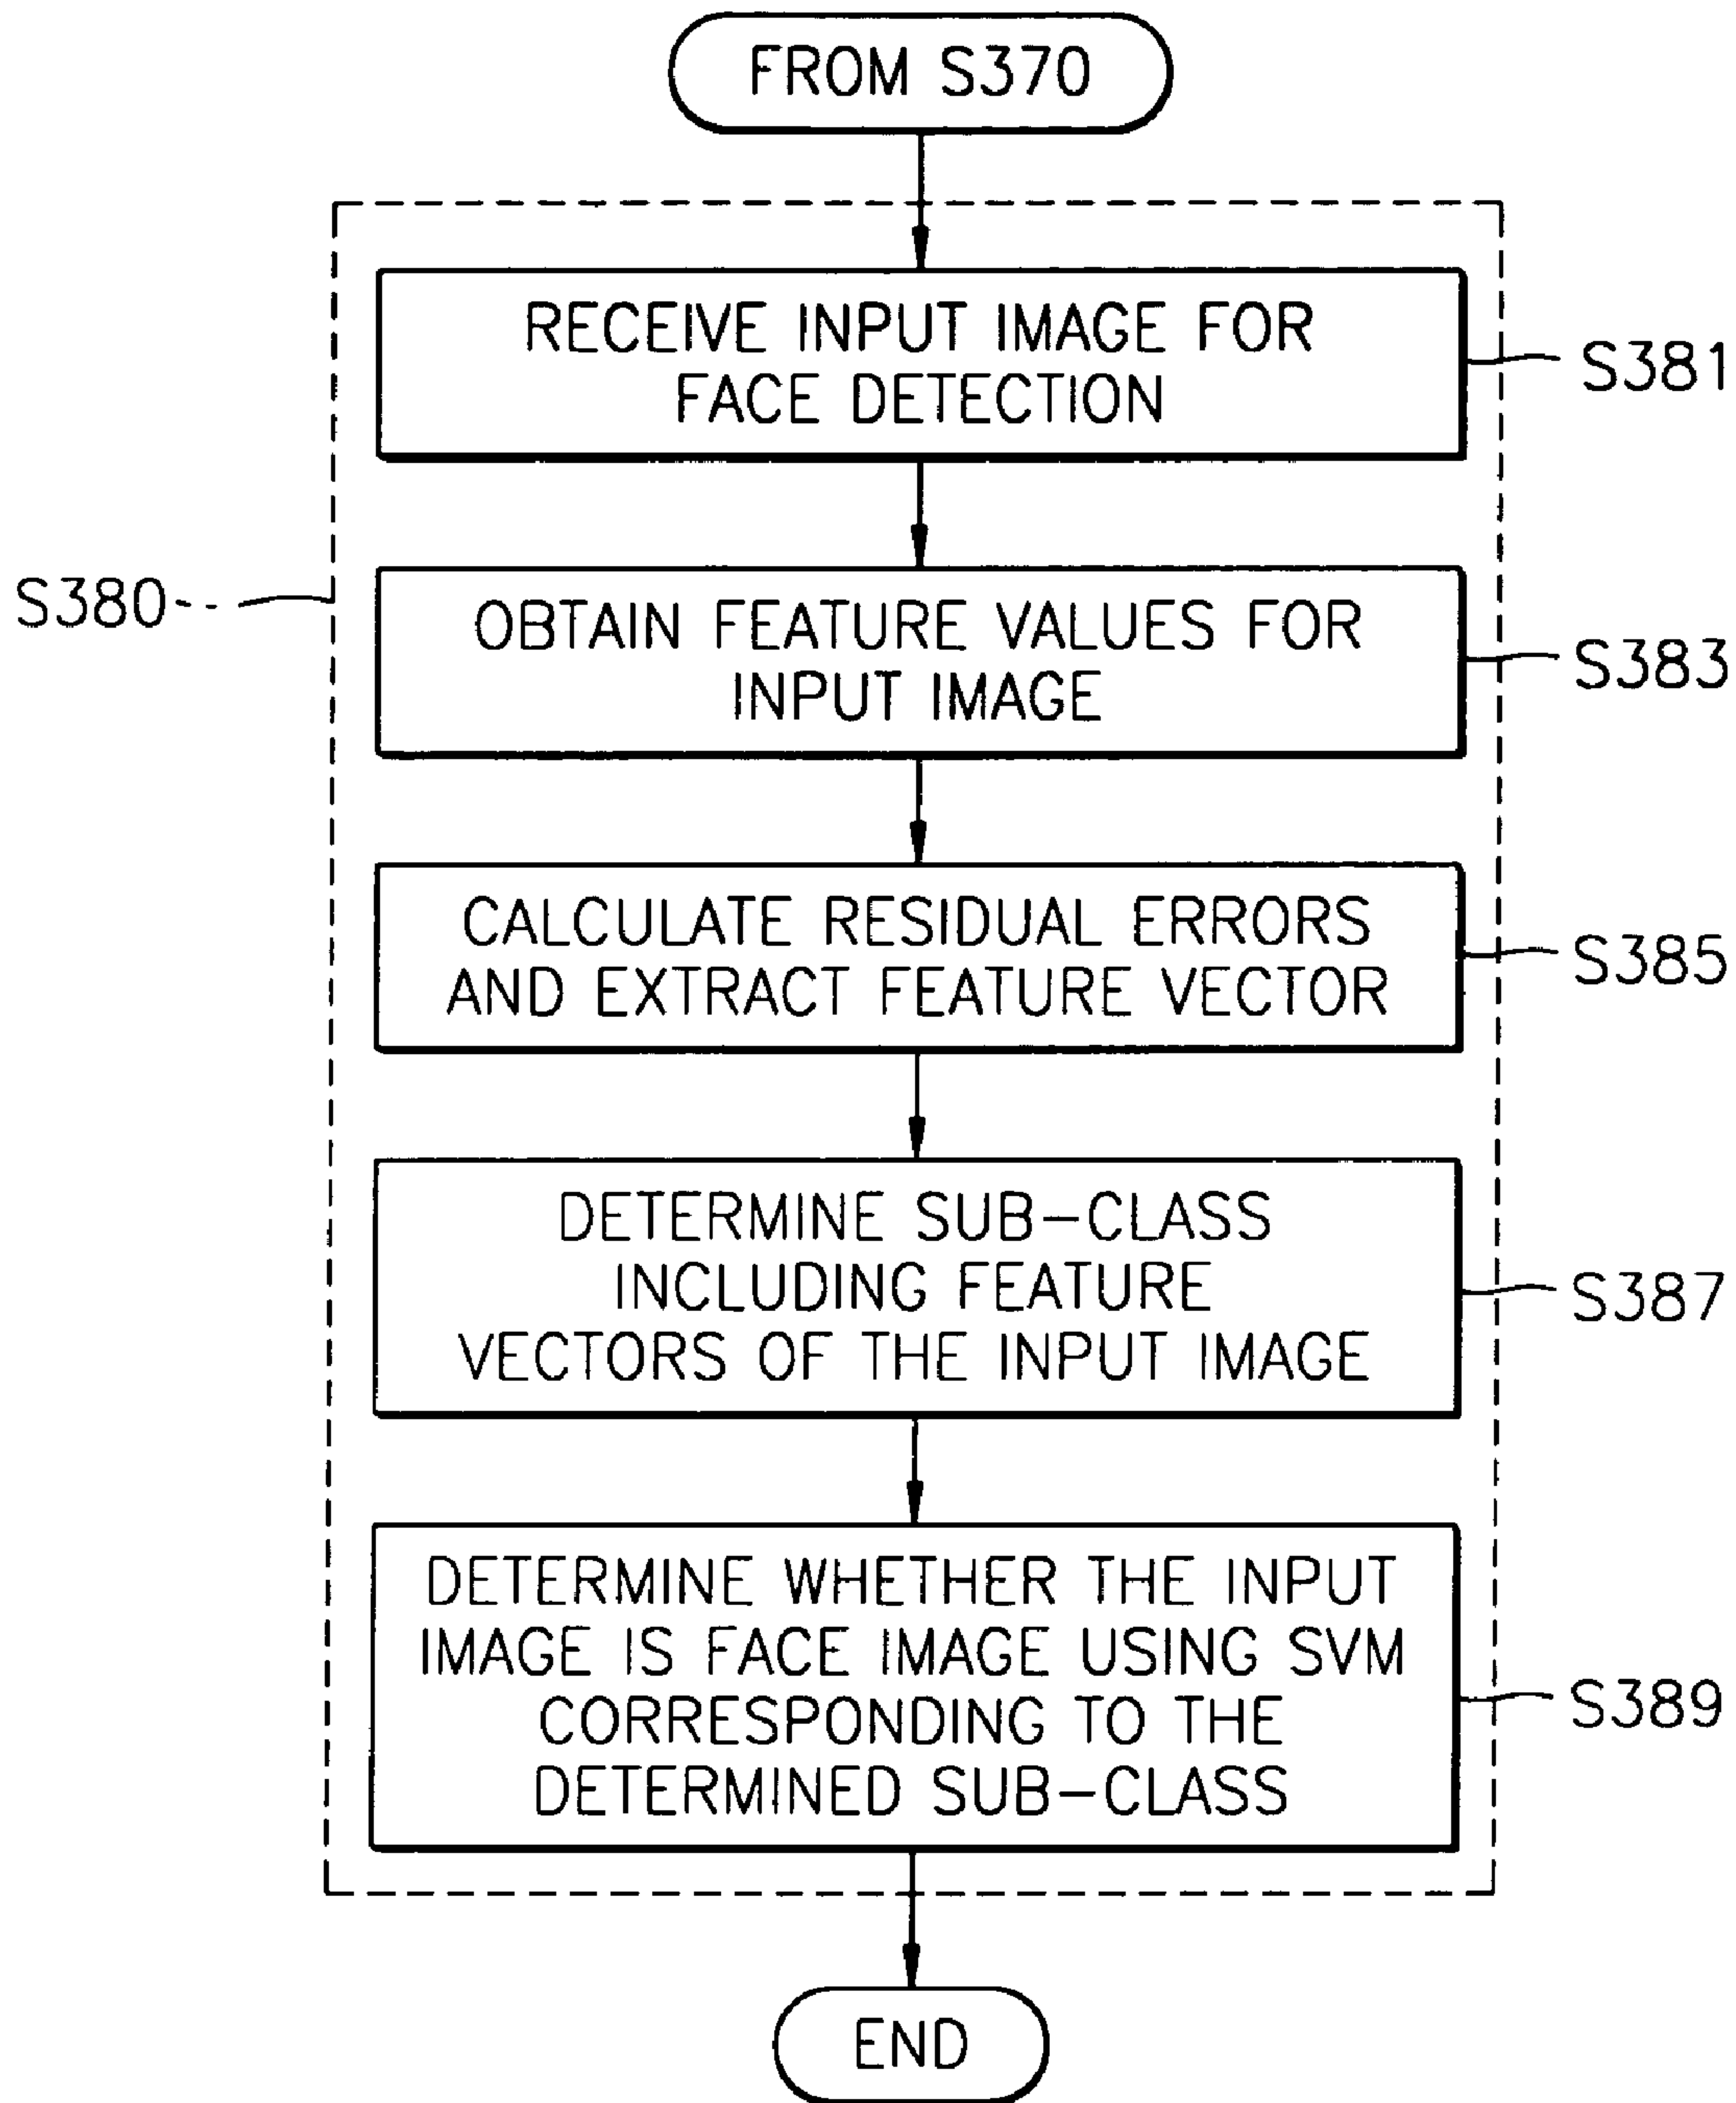 FROM S370
RECEIVE INPUT IMAGE FOR
FACE DETECTION
S381
S380
OBTAIN FEATURE VALUES FOR
INPUT IMAGE
S383
CALCULATE RESIDUAL ERRORS
AND EXTRACT FEATURE VECTOR
S385
DETERMINE SUB-CLASS
INCLUDING FEATURE
VECTORS OF THE INPUT IMAGE
S387
DETERMINE WHETHER THE INPUT
IMAGE IS FACE IMAGE USING SVM
CORRESPONDING TO THE
DETERMINED SUB-CLASS
S389
END